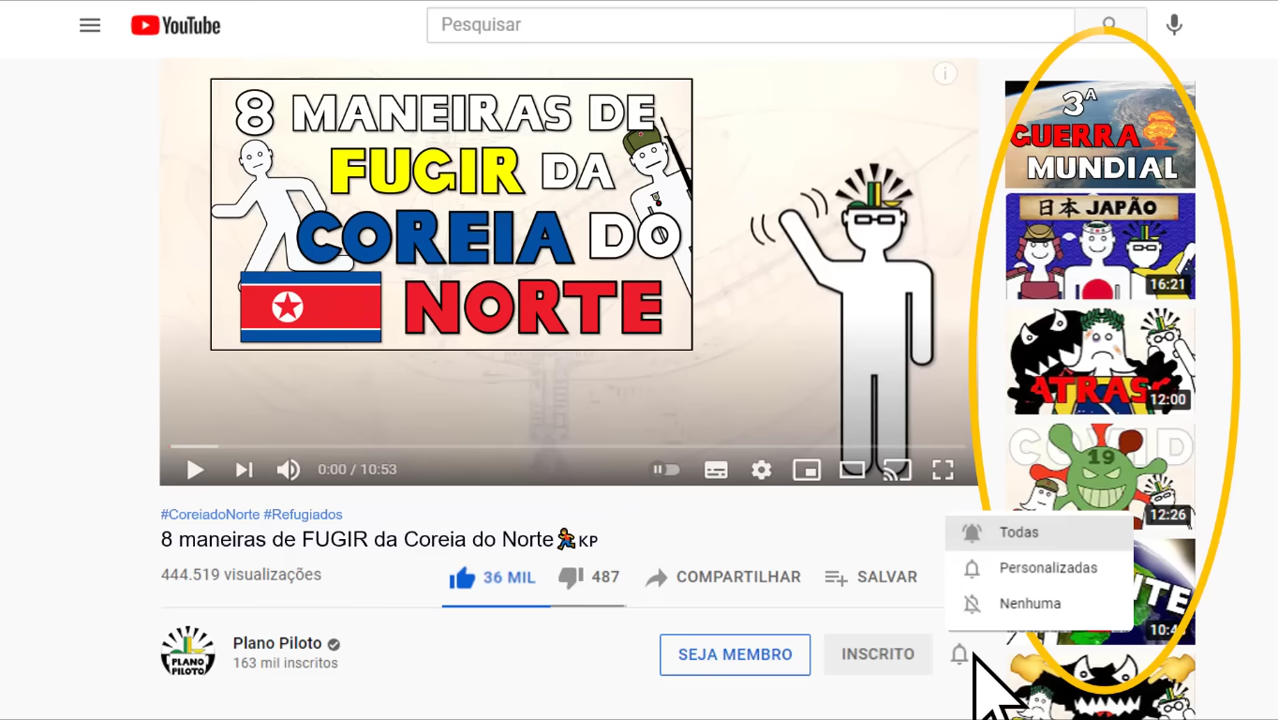 YouTube
Pesquisar
8 MANEIRAS DE
FUGIR DA
COREIA DO
NORTE
0:00 / 10:53
#CoreiadoNorte #Refugiados
8 maneiras de FUGIR da Coreia do Norte🏃KP
444.519 visualizações
36 MIL
487
COMPARTILHAR
SALVAR
PLANO
PILOTO
Plano Piloto
163 mil inscritos
SEJA MEMBRO
INSCRITO
3ª
GUERRA
MUNDIAL
日本 JAPÃO
16:21
12:00
COVID
19
12:26
Todas
Personalizadas
Nenhuma